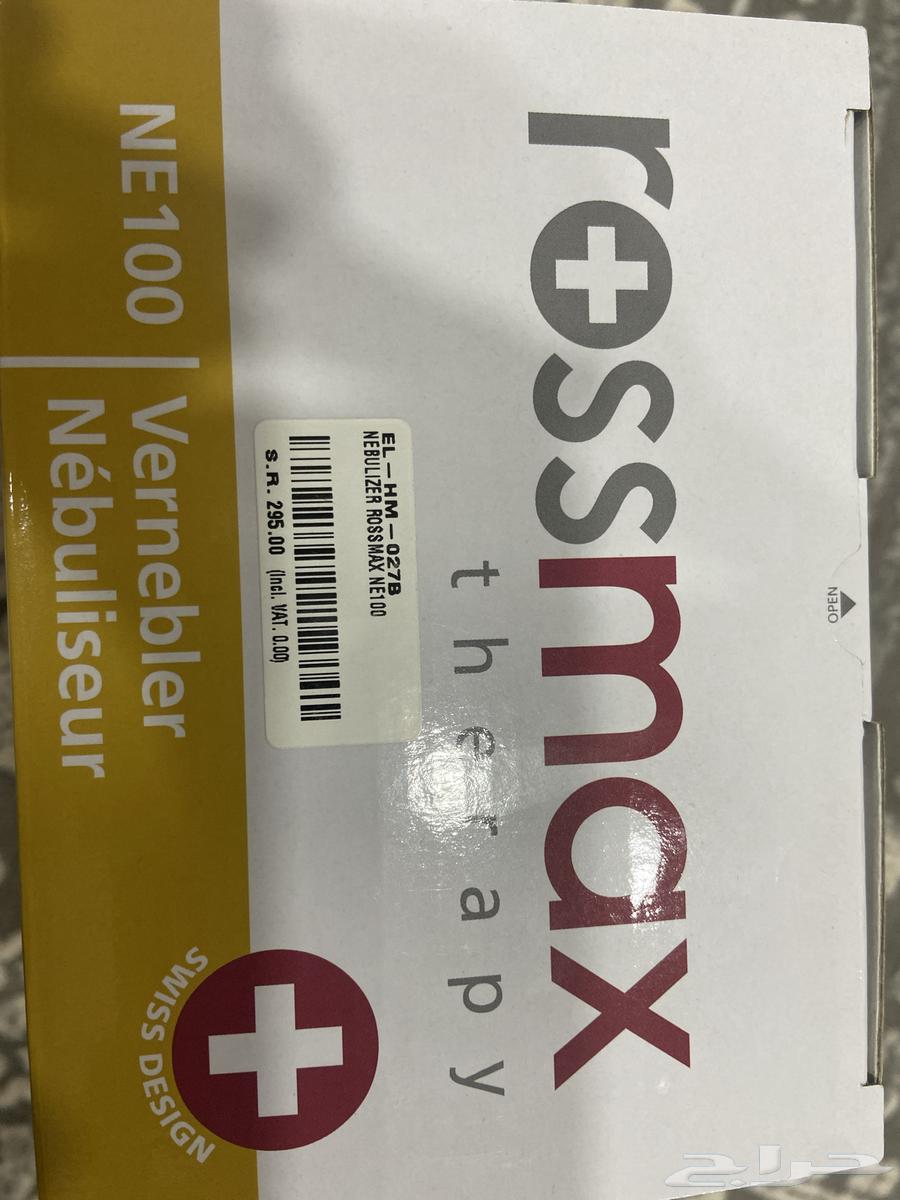 rossmax
therapy
OPEN
EL-HM-027B
NEBULIZER ROSSMAX NE100
S.R. 295.00 (Incl. VAT. 0.00)
NE100 | Vernebler
Nébuliseur
SWISS DESIGN
حراج